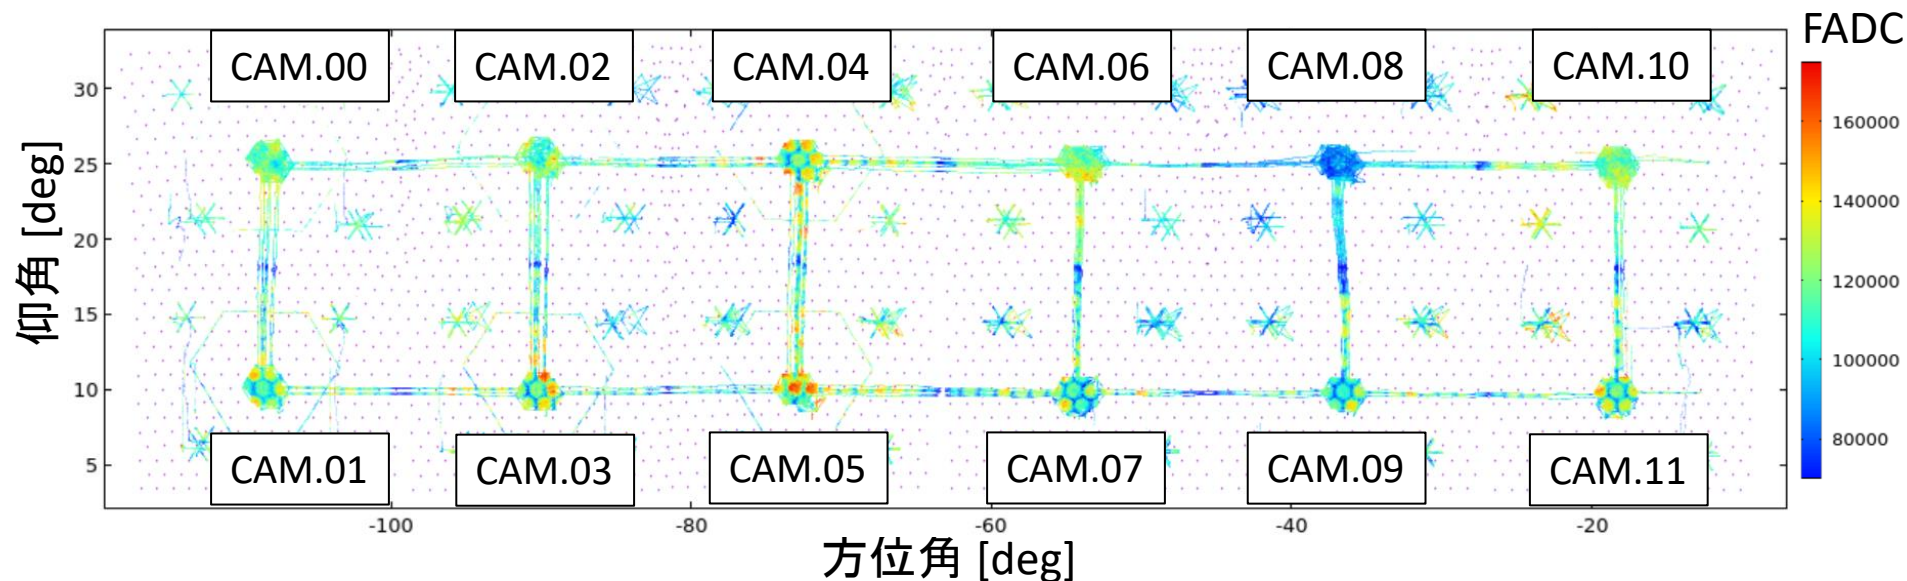 FADC
CAM.00 CAM.02 CAM.04 CAM.06 CAM.08 CAM.10
30
25
20
15
10
5
仰角 [deg]
160000
140000
120000
100000
80000
CAM.01 CAM.03 CAM.05 CAM.07 CAM.09 CAM.11
-100 -80 -60 -40 -20
方位角 [deg]